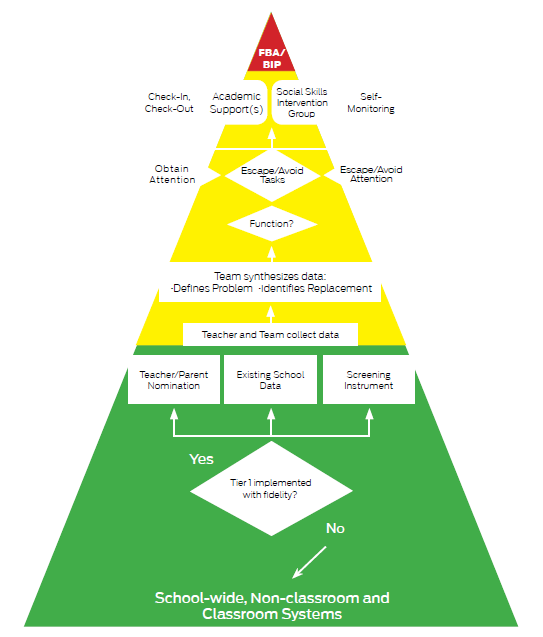 FBA/
BIP
Check-In,
Check-Out
Academic
Support(s)
Social Skills
Intervention
Group
Self-
Monitoring
Obtain
Attention
Escape/Avoid
Tasks
Escape/Avoid
Attention
Function?
Team synthesizes data:
·Defines Problem ·Identifies Replacement
Teacher and Team collect data
Teacher/Parent
Nomination
Existing School
Data
Screening
Instrument
Yes
Tier 1 implemented
with fidelity?
No
School-wide, Non-classroom and
Classroom Systems